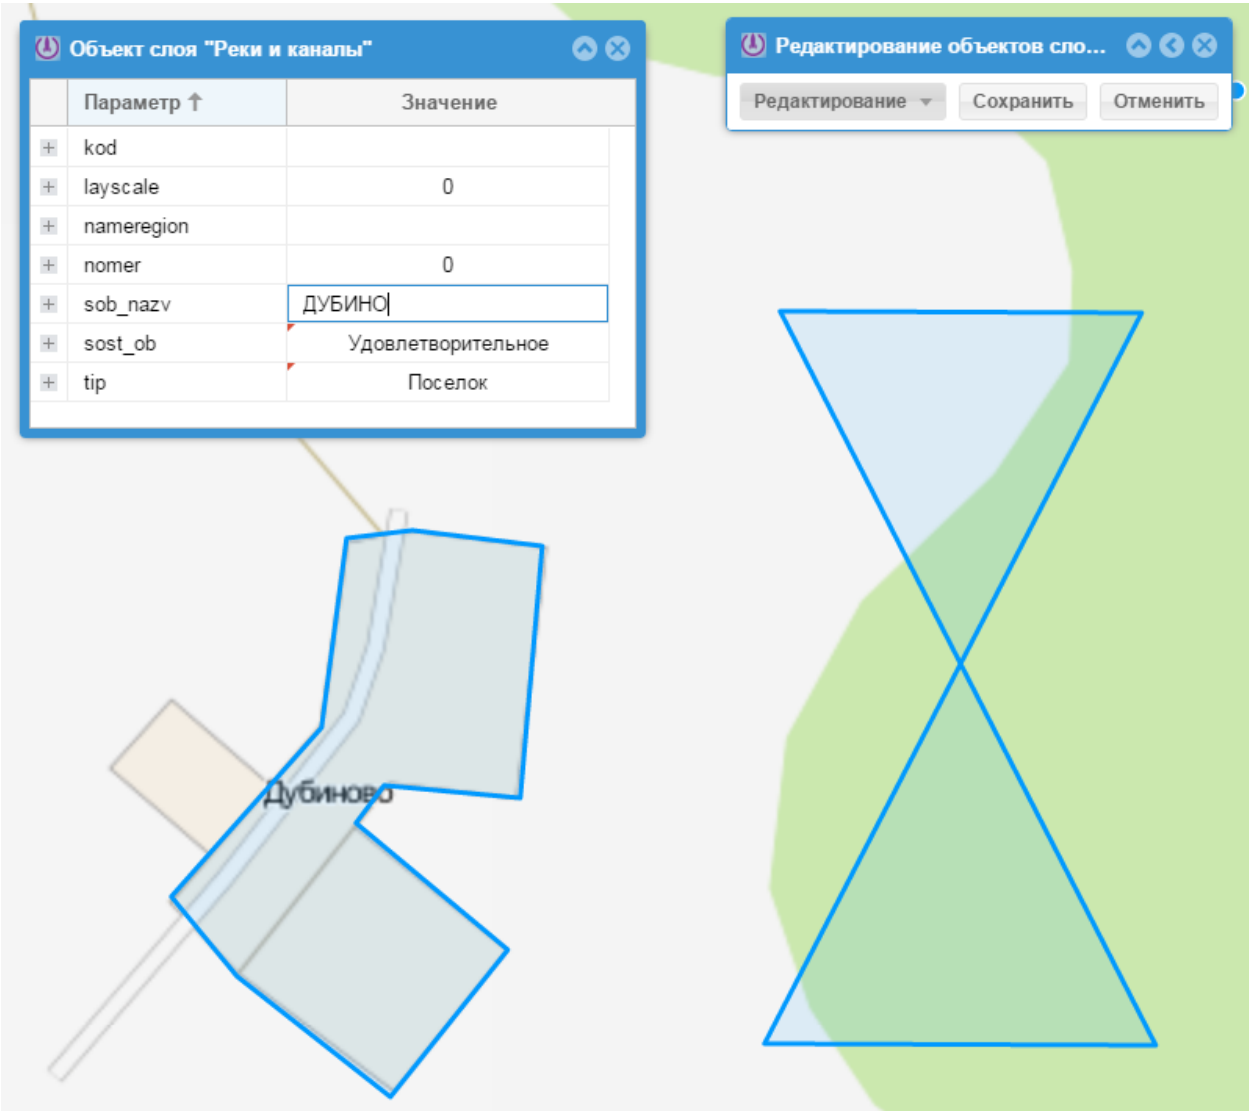 Объект слоя "Реки и каналы"
Параметр ↑ Значение
kod
layscale 0
nameregion
nomer 0
sob_nazv ДУБИНО
sost_ob Удовлетворительное
tip Поселок
Редактирование объектов сло...
Редактирование Сохранить Отменить
Дубиново